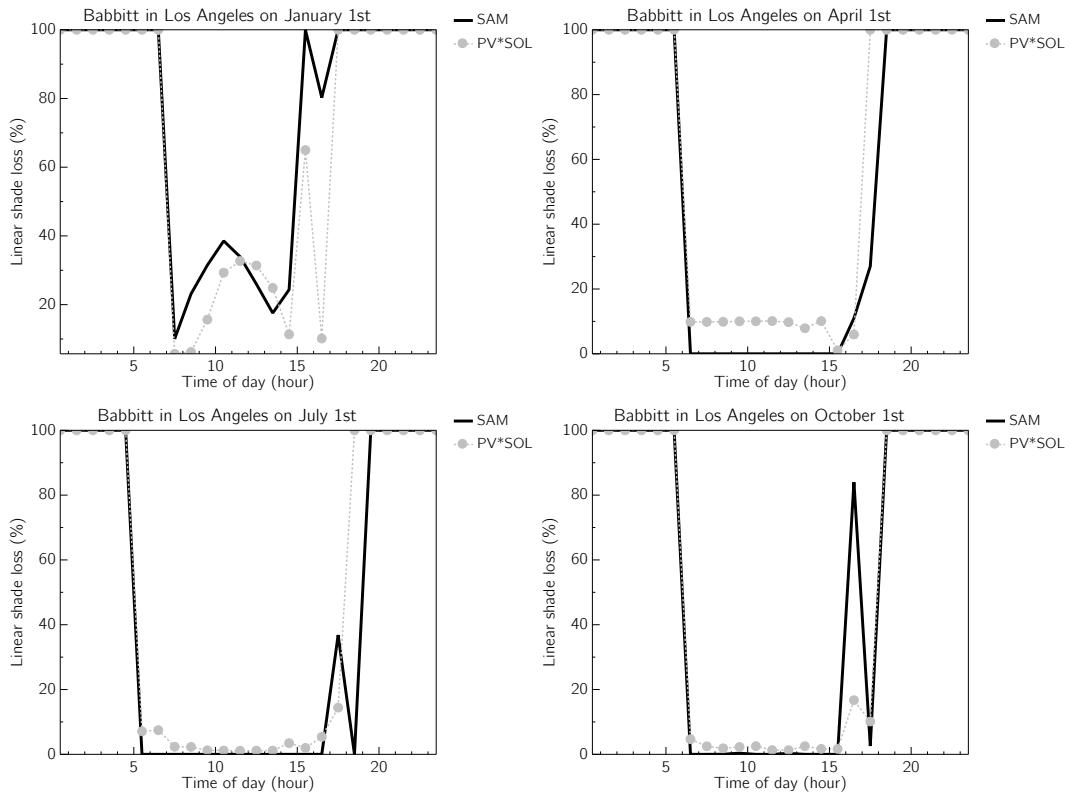 Babbitt in Los Angeles on January 1st
SAM
PV*SOL
Linear shade loss (%)
100
80
60
40
20
5
10
15
20
Time of day (hour)
Babbitt in Los Angeles on April 1st
SAM
PV*SOL
Linear shade loss (%)
100
80
60
40
20
0
5
10
15
20
Time of day (hour)
Babbitt in Los Angeles on July 1st
SAM
PV*SOL
Linear shade loss (%)
100
80
60
40
20
0
5
10
15
20
Time of day (hour)
Babbitt in Los Angeles on October 1st
SAM
PV*SOL
Linear shade loss (%)
100
80
60
40
20
0
5
10
15
20
Time of day (hour)